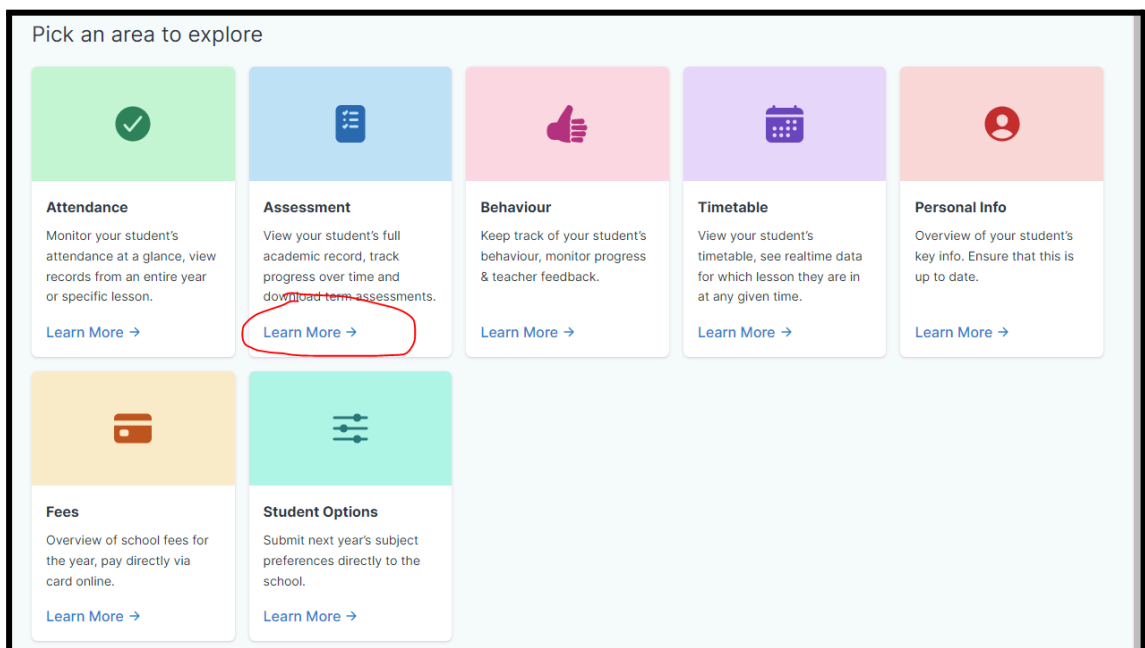 Pick an area to explore
Attendance
Monitor your student's
attendance at a glance, view
records from an entire year
or specific lesson.
Learn More →
Assessment
View your student's full
academic record, track
progress over time and
download term assessments.
Learn More →
Behaviour
Keep track of your student's
behaviour, monitor progress
& teacher feedback.
Learn More →
Timetable
View your student's
timetable, see realtime data
for which lesson they are in
at any given time.
Learn More →
Personal Info
Overview of your student's
key info. Ensure that this is
up to date.
Learn More →
Fees
Overview of school fees for
the year, pay directly via
card online.
Learn More →
Student Options
Submit next year's subject
preferences directly to the
school.
Learn More →